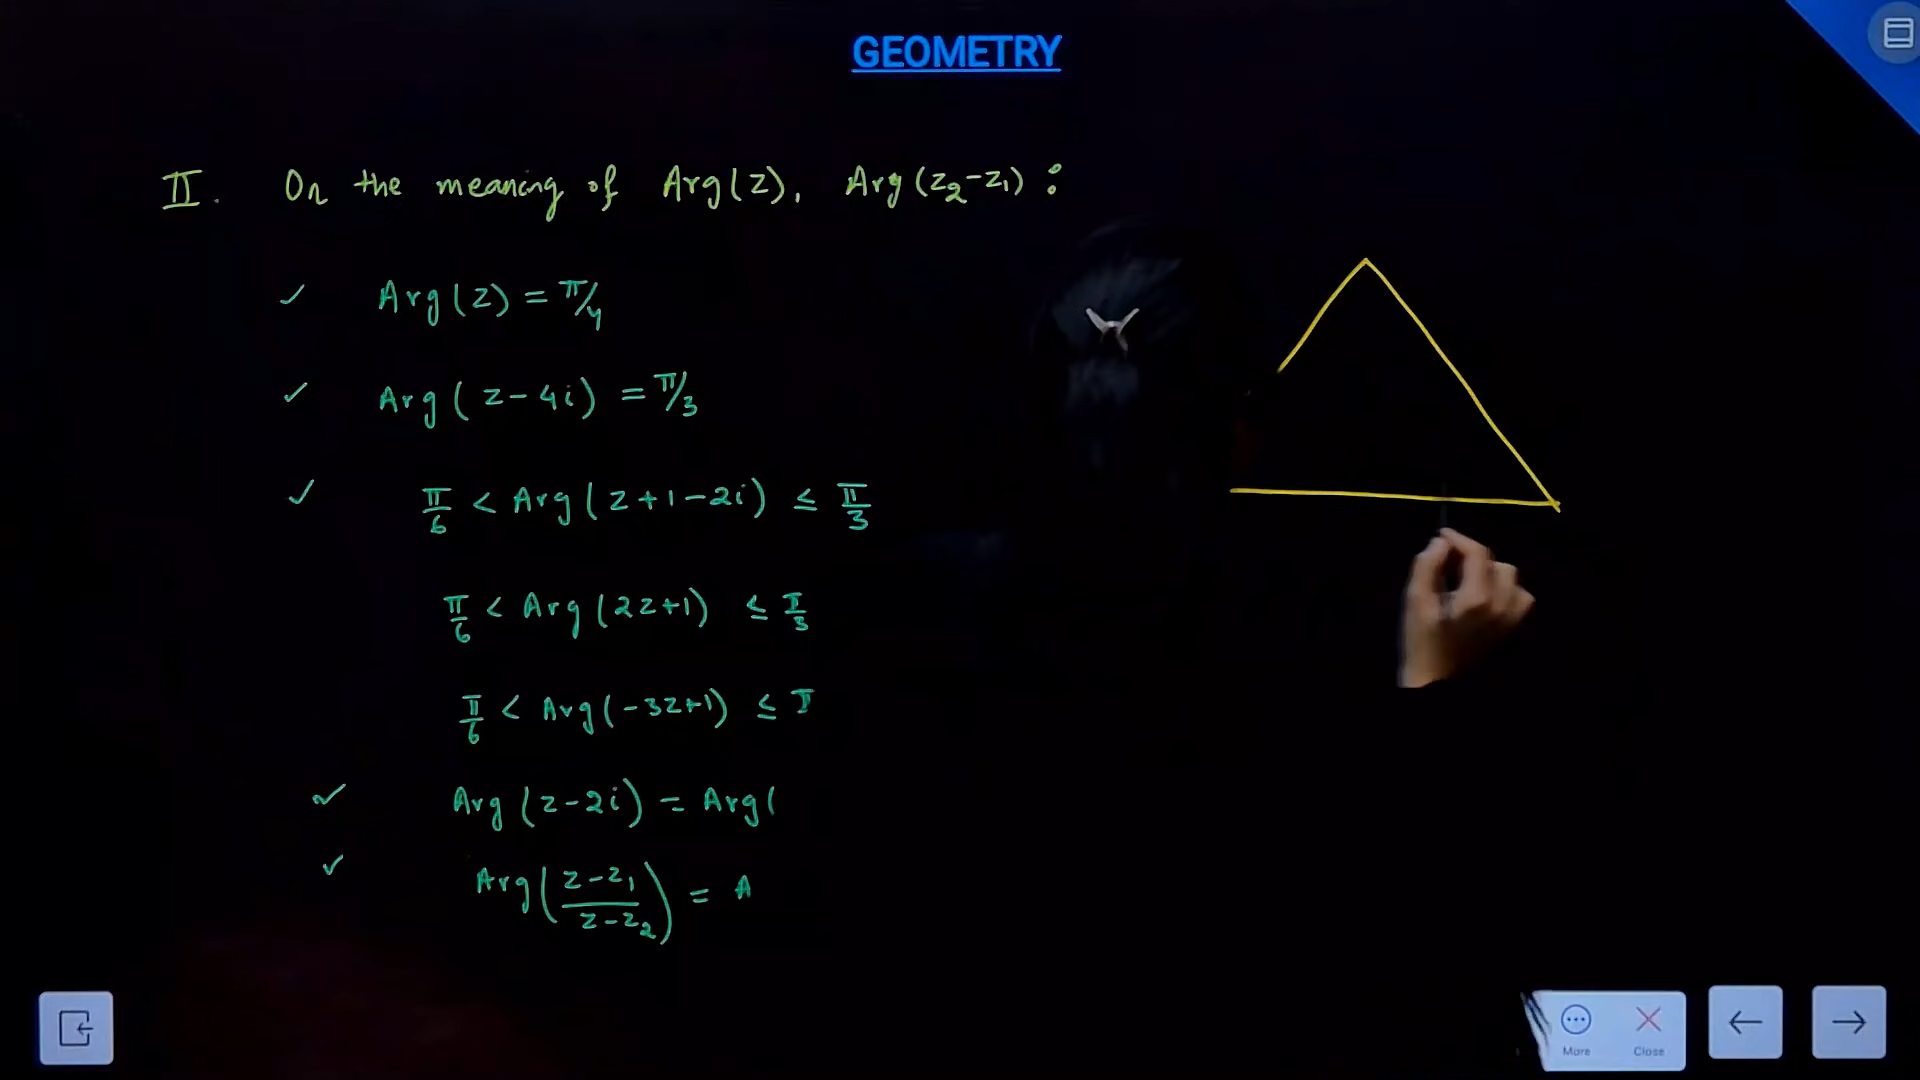 GEOMETRY
II. On the meaning of Arg(z), Arg(z₂-z₁) :
✓ Arg(z) = π/4
✓ Arg(z-4i) = π/3
✓ π/6 < Arg(z+1-2i) ≤ π/3
π/6 < Arg(2z+1) ≤ π/3
π/6 < Arg(-3z+1) ≤ π
✓ Arg(z-2i) = Arg(
✓ Arg((z-z₁)/(z-z₂)) = A
More Close